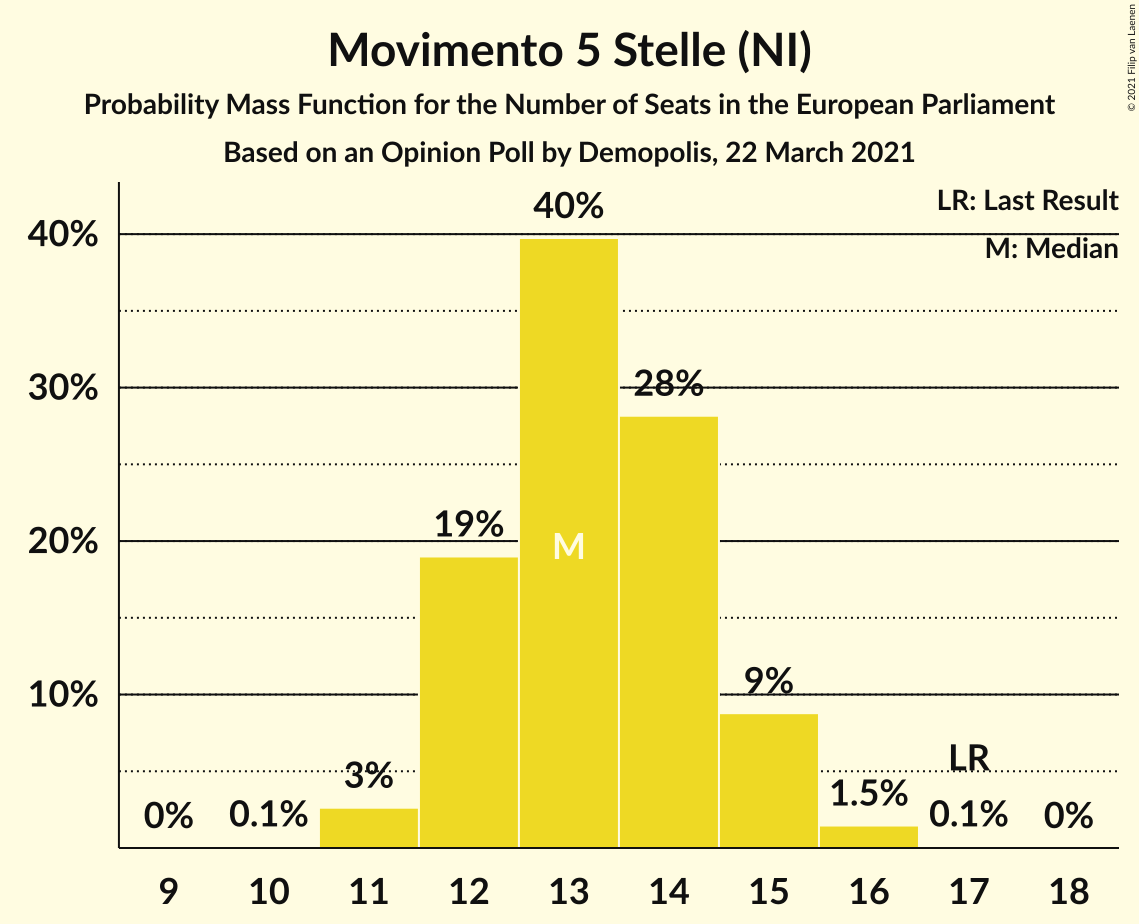 Movimento 5 Stelle (NI)
Probability Mass Function for the Number of Seats in the European Parliament
Based on an Opinion Poll by Demopolis, 22 March 2021
© 2021 Filip van Laenen
LR: Last Result
M: Median
40%
30%
20%
10%
0%
0.1%
3%
19%
40%
M
28%
9%
1.5%
LR
0.1%
0%
9 10 11 12 13 14 15 16 17 18